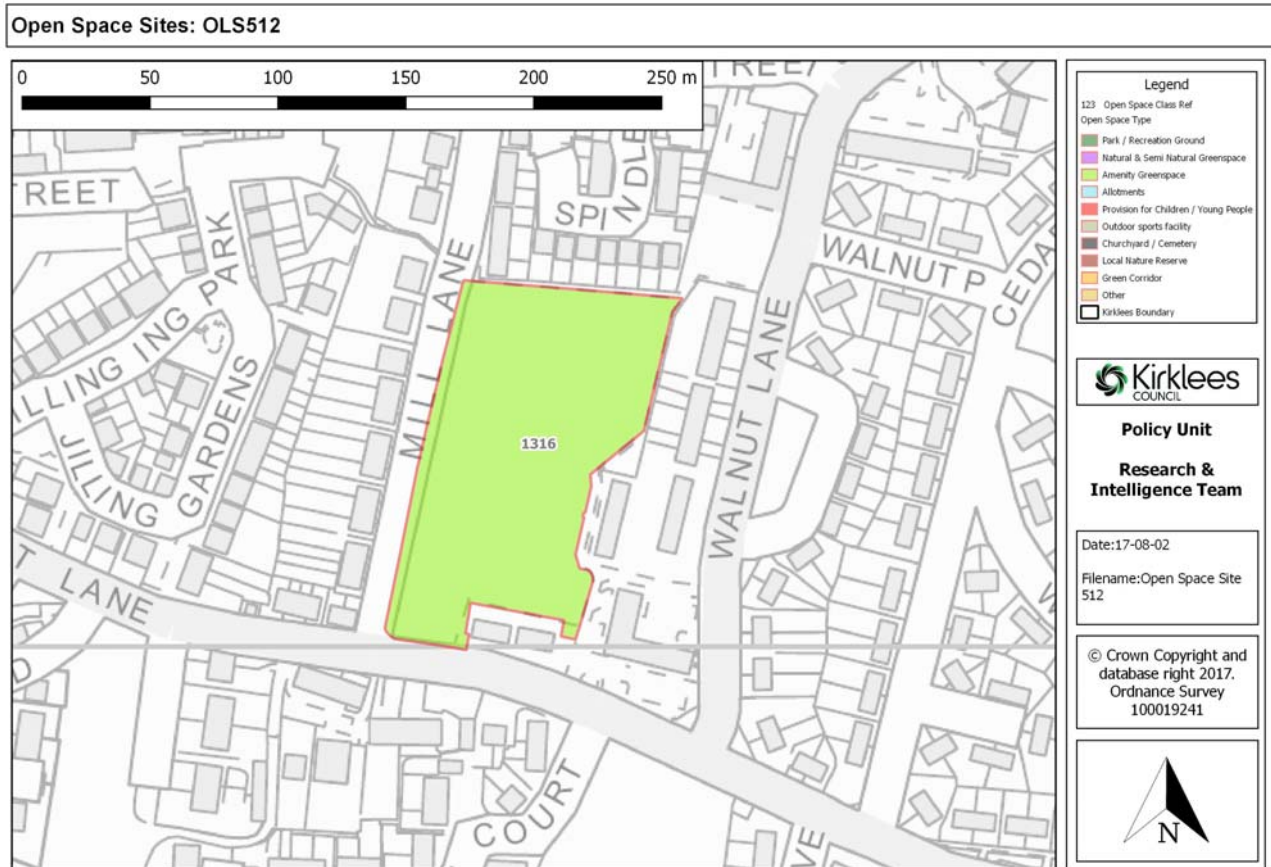 Open Space Sites: OLS512
0 50 100 150 200 250 m
STREET
SPINDLE
WALNUT P
CEDA
JILLING ING PARK
JILLING GARDENS
MILL LANE
1316
WALNUT LANE
T LANE
COURT
Legend
123 Open Space Class Ref
Open Space Type
Park / Recreation Ground
Natural & Semi Natural Greenspace
Amenity Greenspace
Allotments
Provision for Children / Young People
Outdoor sports facility
Churchyard / Cemetery
Local Nature Reserve
Green Corridor
Other
Kirklees Boundary
Kirklees
COUNCIL
Policy Unit
Research &
Intelligence Team
Date:17-08-02
Filename:Open Space Site
512
© Crown Copyright and
database right 2017.
Ordnance Survey
100019241
N